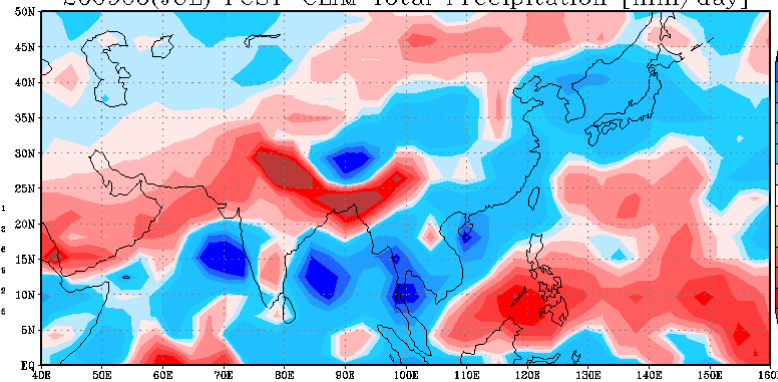 Total Precipitation [mm/day]
50N
45N
40N
35N
30N
25N
20N
15N
10N
5N
EQ
40E 50E 60E 70E 80E 90E 100E 110E 120E 130E 140E 150E 160E